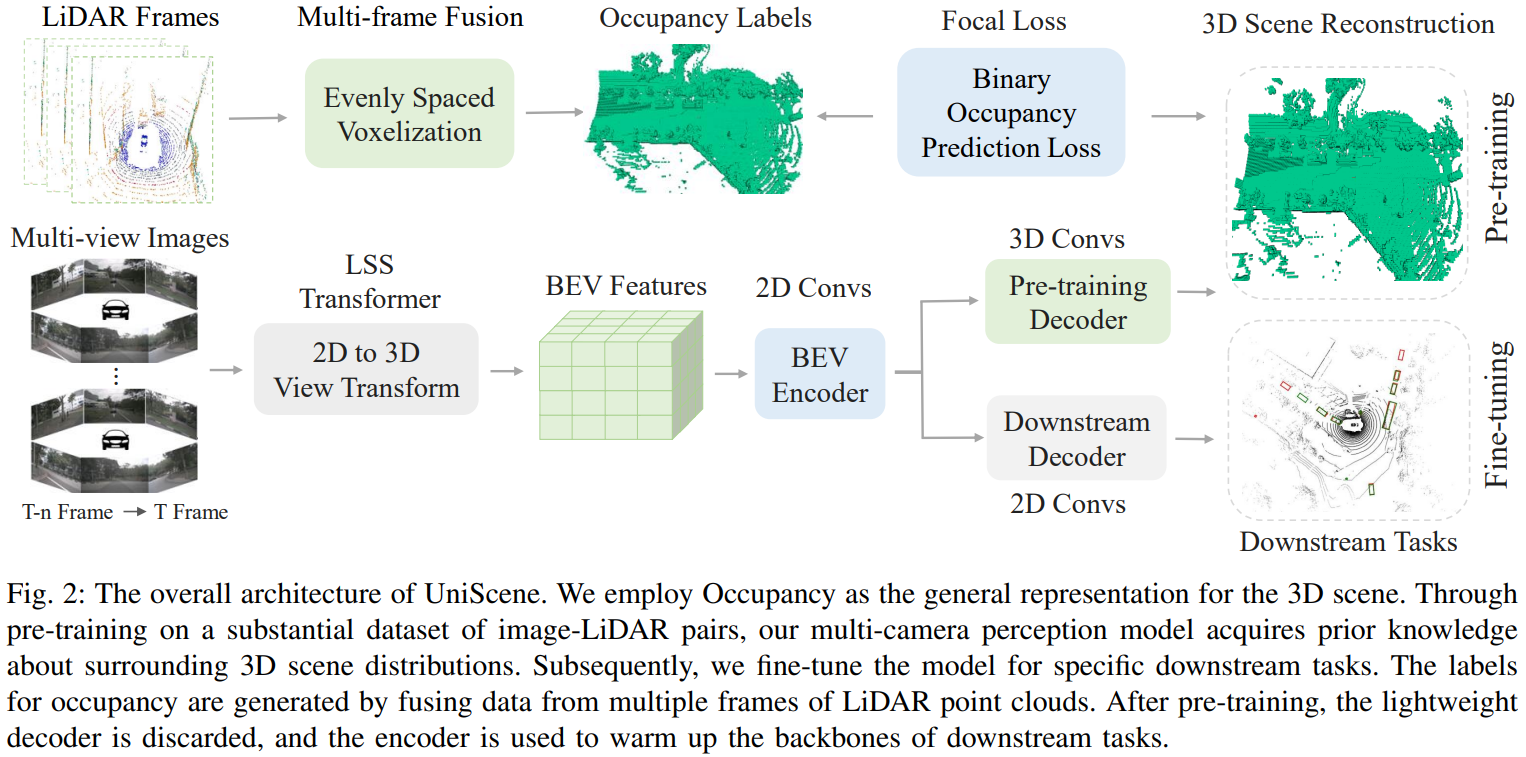 LiDAR Frames
Multi-frame Fusion
Occupancy Labels
Focal Loss
3D Scene Reconstruction
Evenly Spaced
Voxelization
Binary
Occupancy
Prediction Loss
Pre-training
Multi-view Images
LSS
Transformer
2D to 3D
View Transform
BEV Features
2D Convs
BEV
Encoder
3D Convs
Pre-training
Decoder
Downstream
Decoder
2D Convs
Fine-tuning
T-n Frame → T Frame
Downstream Tasks
Fig. 2: The overall architecture of UniScene. We employ Occupancy as the general representation for the 3D scene. Through
pre-training on a substantial dataset of image-LiDAR pairs, our multi-camera perception model acquires prior knowledge
about surrounding 3D scene distributions. Subsequently, we fine-tune the model for specific downstream tasks. The labels
for occupancy are generated by fusing data from multiple frames of LiDAR point clouds. After pre-training, the lightweight
decoder is discarded, and the encoder is used to warm up the backbones of downstream tasks.